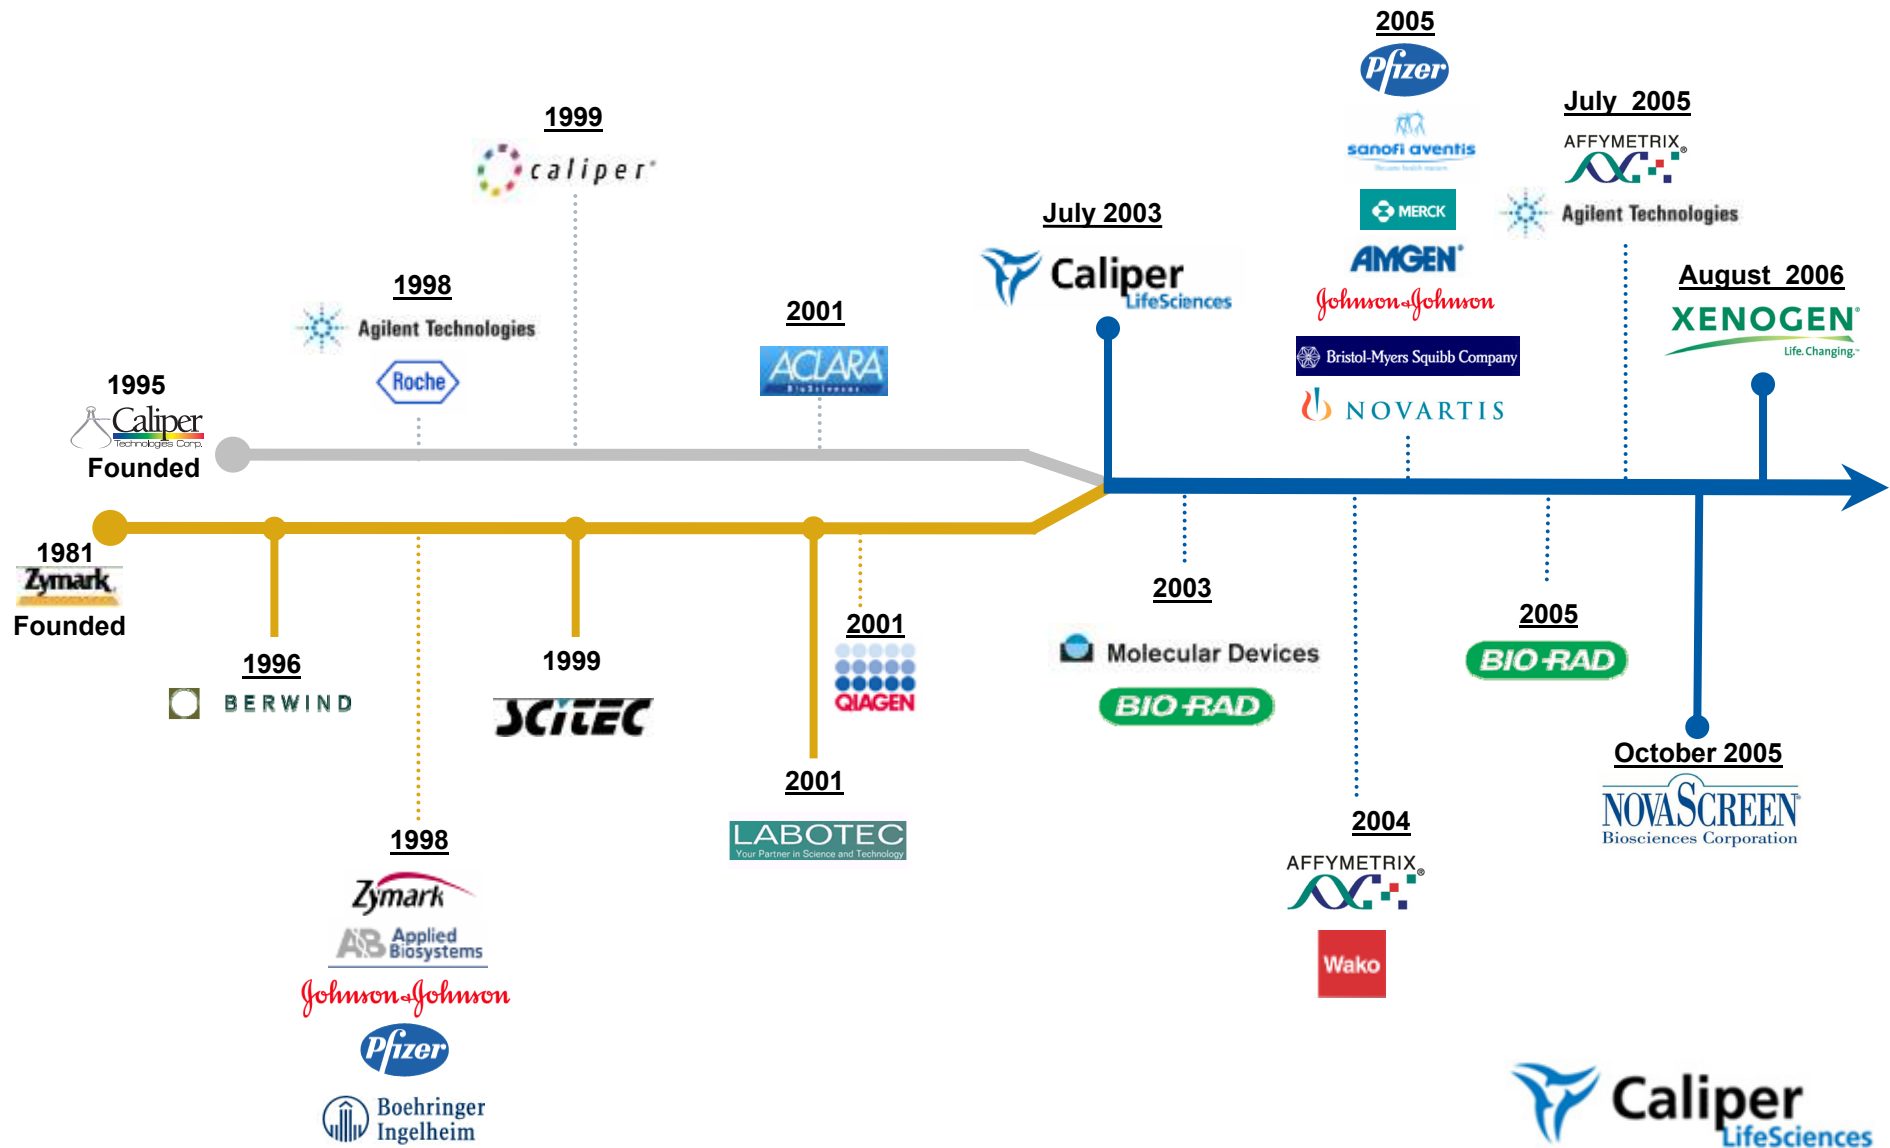 2005
Pfizer
sanofi aventis
July  2005
AFFYMETRIX®
Agilent Technologies
1999
caliper
July 2003
Caliper
LifeSciences
MERCK
AMGEN®
Johnson & Johnson
Bristol-Myers Squibb Company
NOVARTIS
August  2006
XENOGEN®
Life. Changing.™
1998
Agilent Technologies
Roche
2001
ACLARA
BioSciences
1995
Caliper
Technologies Corp.
Founded
1981
Zymark
Founded
1996
BERWIND
1998
Zymark
AB Applied
Biosystems
Johnson & Johnson
Pfizer
Boehringer
Ingelheim
1999
SCITEC
2001
LABOTEC
Your Partner in Science and Technology
2001
QIAGEN
2003
Molecular Devices
BIO-RAD
2004
AFFYMETRIX®
Wako
2005
BIO-RAD
October 2005
NOVASCREEN
Biosciences Corporation
Caliper
LifeSciences